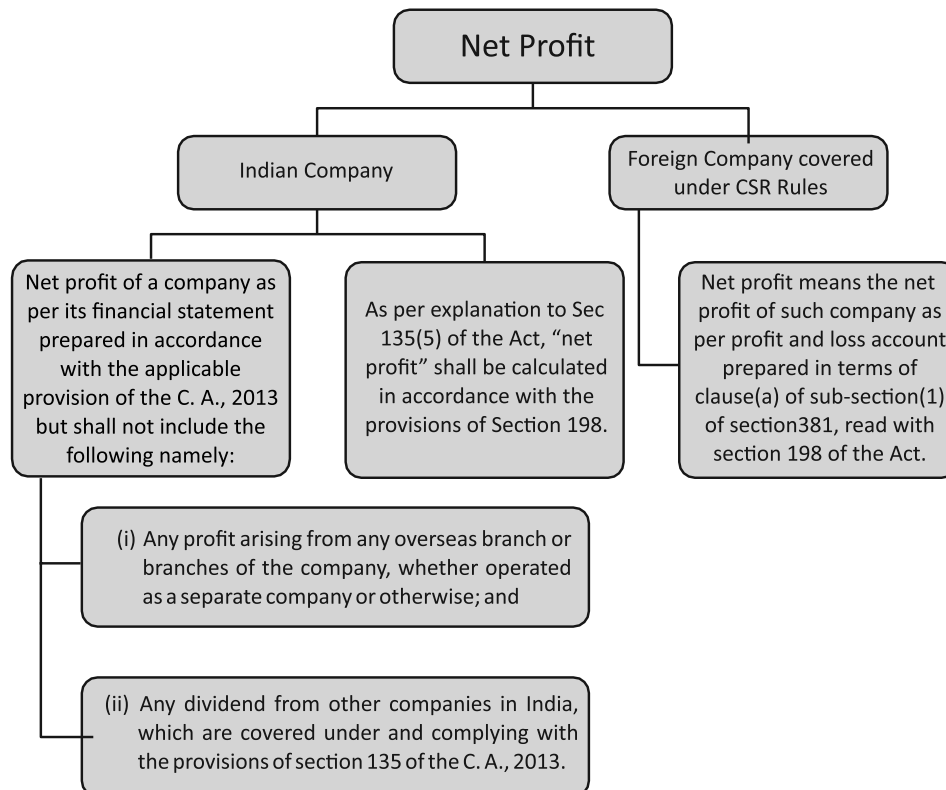 Net Profit
Indian Company
Foreign Company covered
under CSR Rules
Net profit of a company as
per its financial statement
prepared in accordance
with the applicable
provision of the C. A., 2013
but shall not include the
following namely:
As per explanation to Sec
135(5) of the Act, “net
profit” shall be calculated
in accordance with the
provisions of Section 198.
Net profit means the net
profit of such company as
per profit and loss account
prepared in terms of
clause(a) of sub-section(1)
of section381, read with
section 198 of the Act.
(i) Any profit arising from any overseas branch or
branches of the company, whether operated
as a separate company or otherwise; and
(ii) Any dividend from other companies in India,
which are covered under and complying with
the provisions of section 135 of the C. A., 2013.